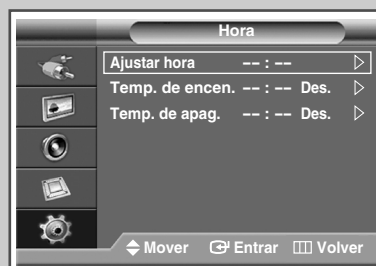 Hora
Ajustar hora -- : --
Temp. de encen. -- : -- Des.
Temp. de apag. -- : -- Des.
Mover Entrar Volver